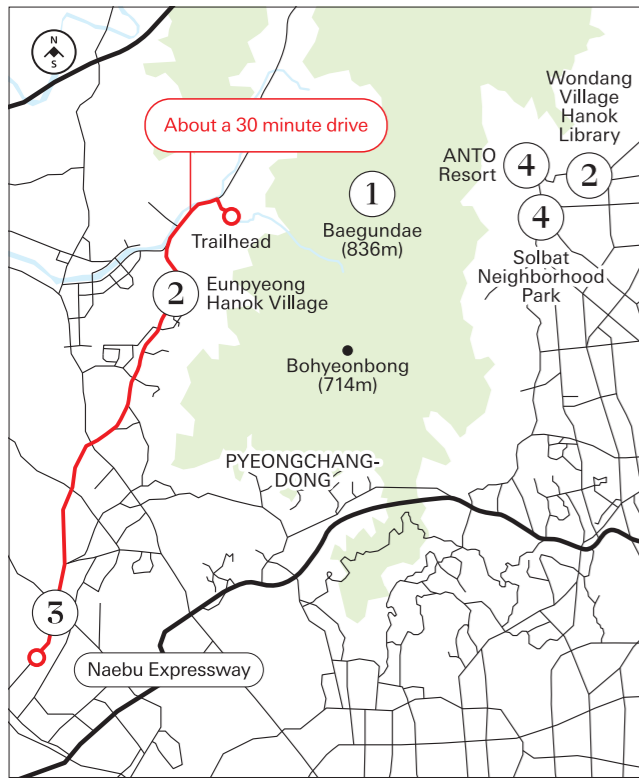 N
S
About a 30 minute drive
Wondang
Village
Hanok
Library
ANTO
Resort
4
2
1
4
Baegundae
(836m)
Trailhead
Solbat
Neighborhood
Park
2
Eunpyeong
Hanok Village
Bohyeonbong
(714m)
PYEONGCHANG-
DONG
3
Naebu Expressway